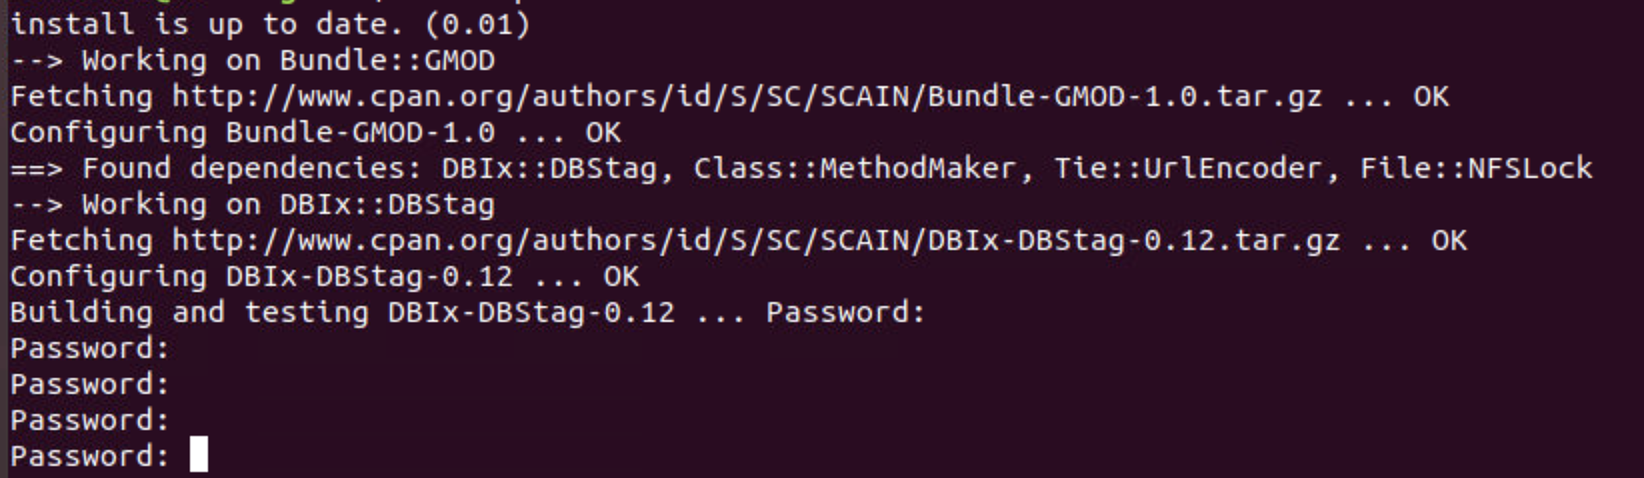 install is up to date. (0.01)
--> Working on Bundle::GMOD
Fetching http://www.cpan.org/authors/id/S/SC/SCAIN/Bundle-GMOD-1.0.tar.gz ... OK
Configuring Bundle-GMOD-1.0 ... OK
==> Found dependencies: DBIx::DBStag, Class::MethodMaker, Tie::UrlEncoder, File::NFSLock
--> Working on DBIx::DBStag
Fetching http://www.cpan.org/authors/id/S/SC/SCAIN/DBIx-DBStag-0.12.tar.gz ... OK
Configuring DBIx-DBStag-0.12 ... OK
Building and testing DBIx-DBStag-0.12 ... Password:
Password:
Password:
Password:
Password: